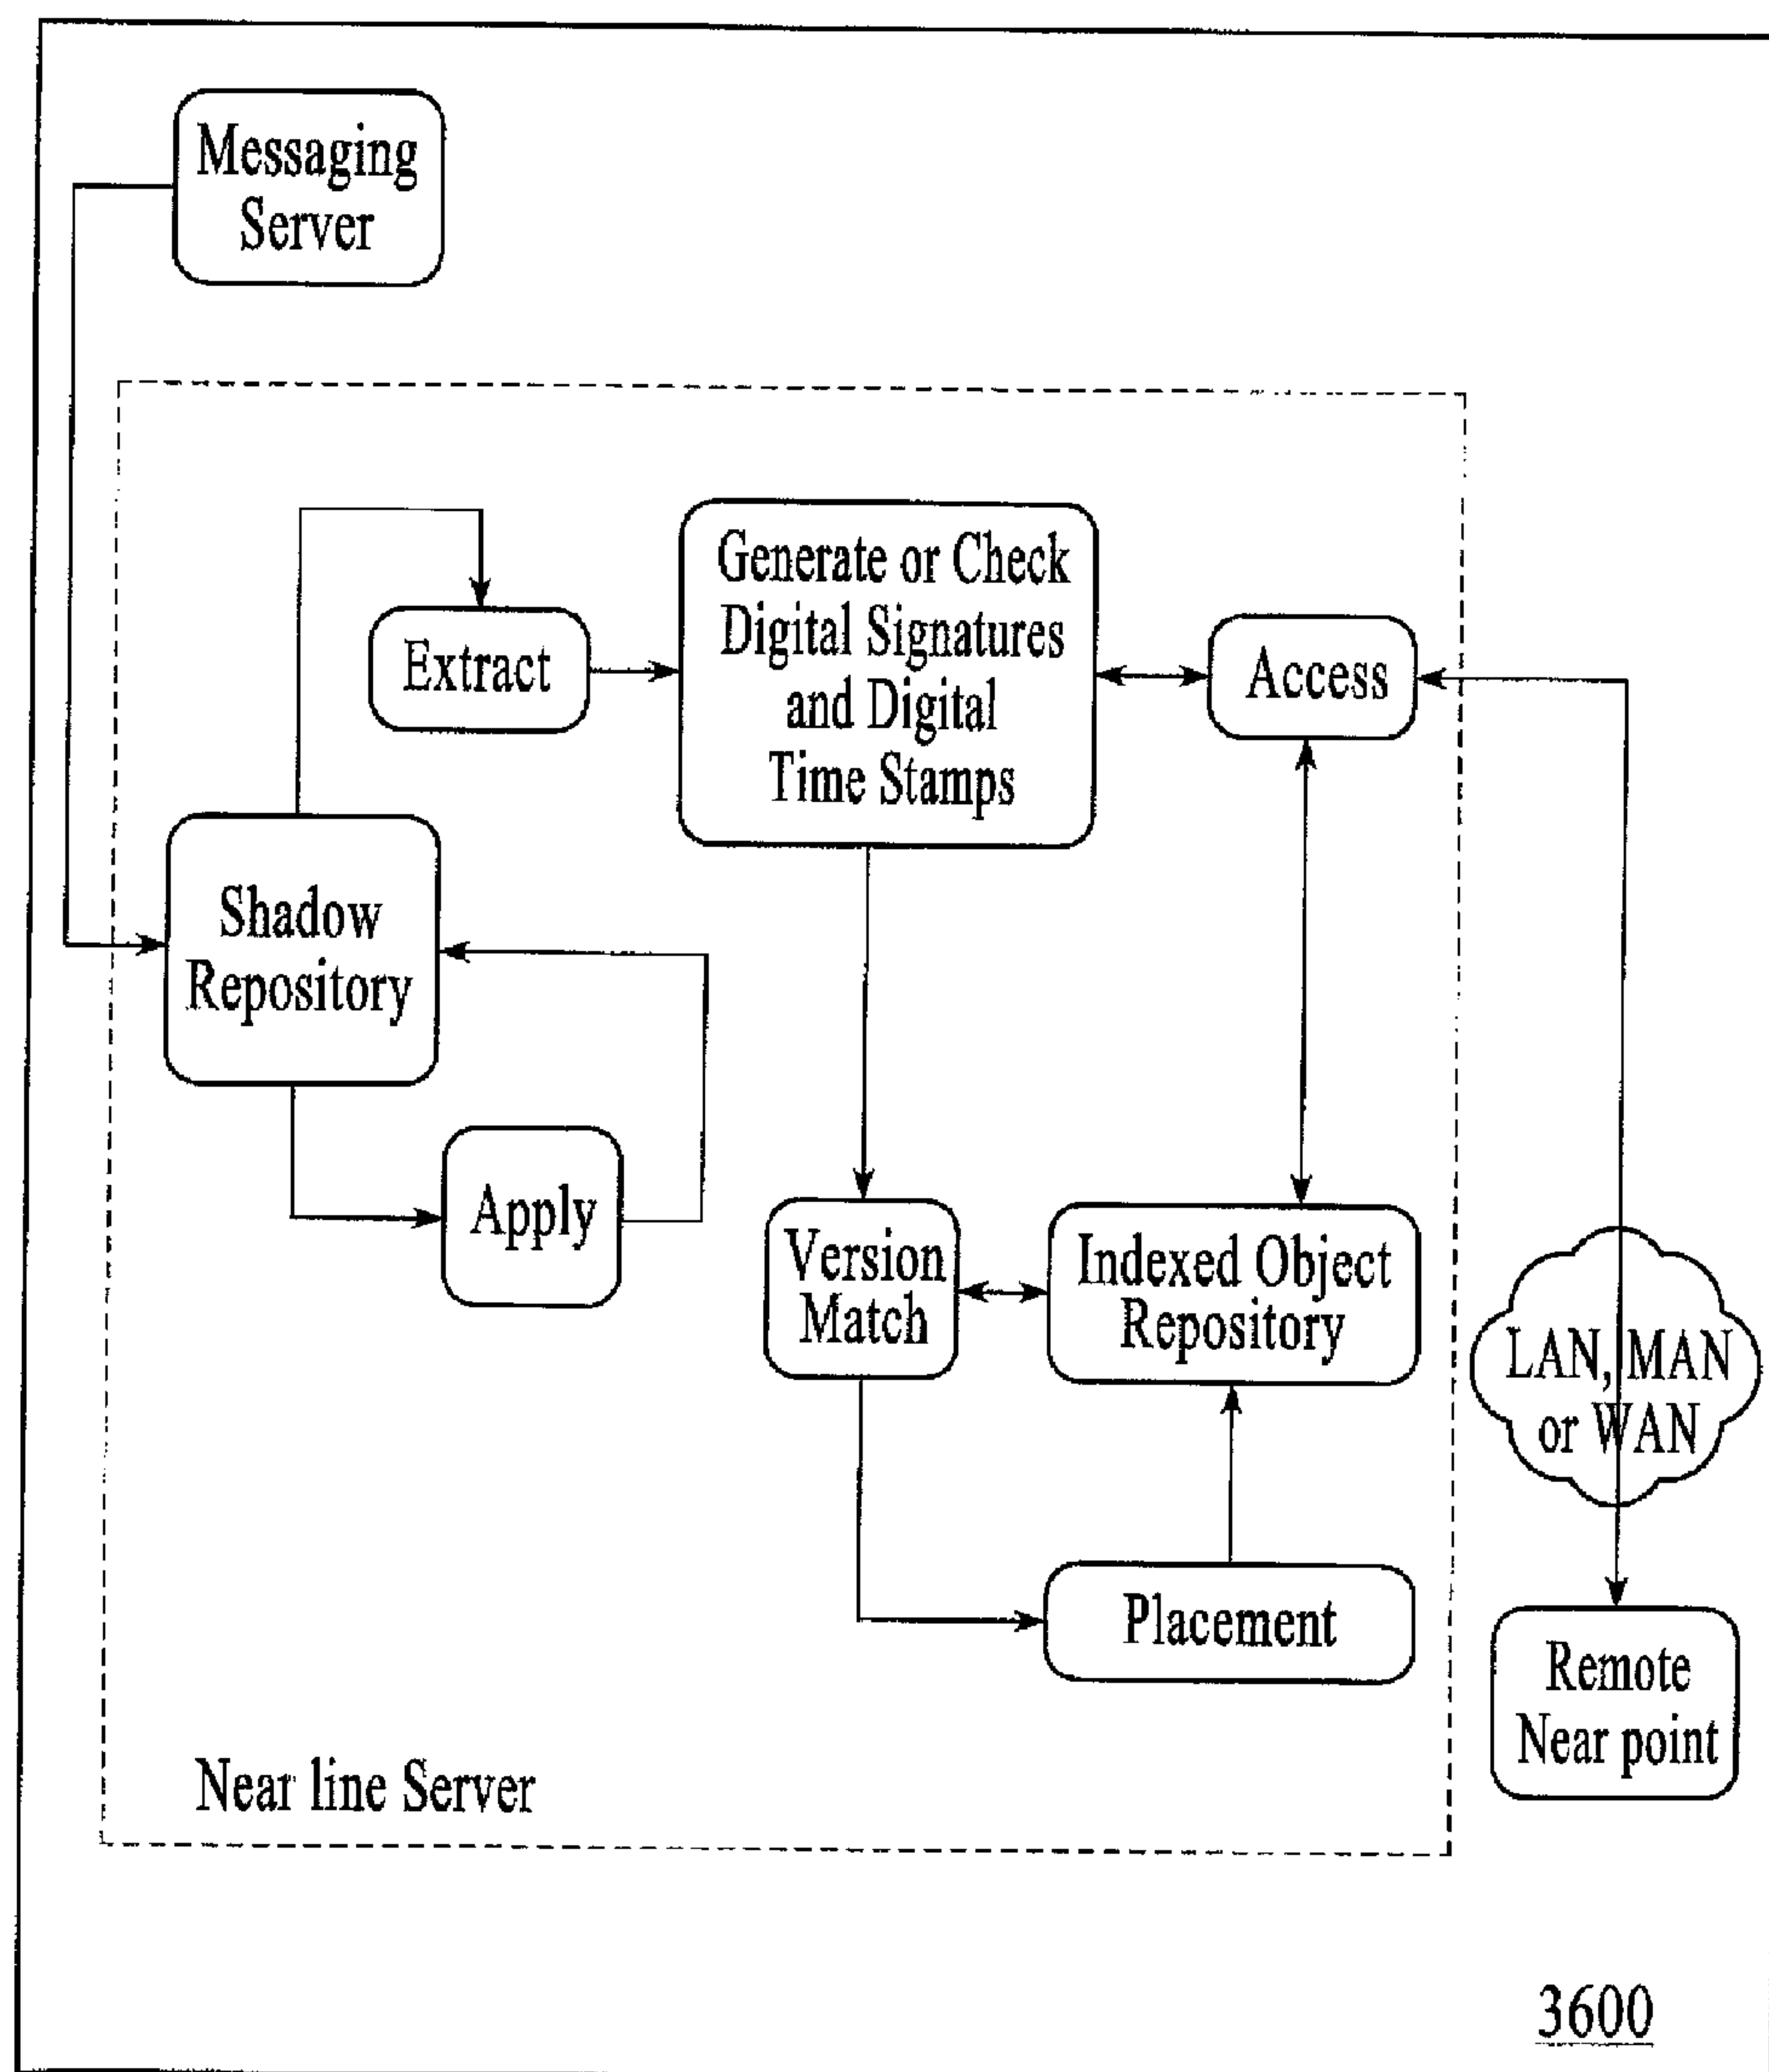 Messaging
Server
Generate or Check
Digital Signatures
and Digital
Time Stamps
Extract
Access
Shadow
Repository
Apply
Version
Match
Indexed Object
Repository
LAN, MAN
or WAN
Placement
Remote
Near point
Near line Server
3600